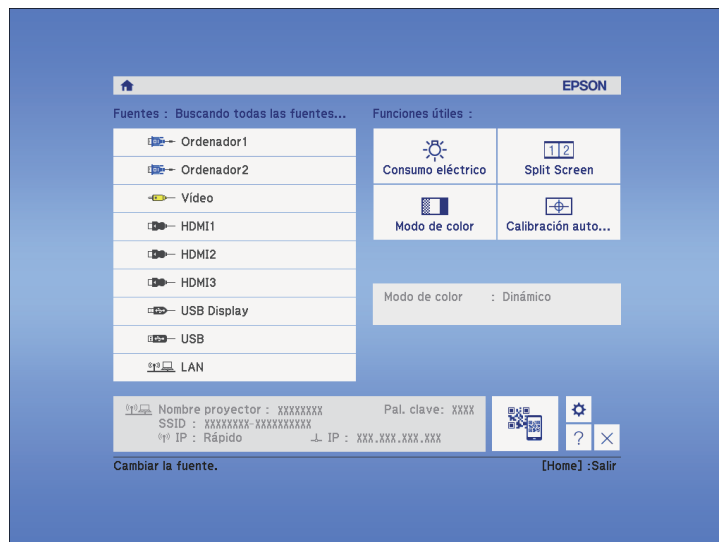 EPSON
Fuentes : Buscando todas las fuentes...
Funciones útiles :
Ordenador1
Ordenador2
Vídeo
HDMI1
HDMI2
HDMI3
USB Display
USB
LAN
Consumo eléctrico
1 2
Split Screen
Modo de color
Calibración auto...
Modo de color : Dinámico
Nombre proyector : XXXXXXXX Pal. clave: XXXX
SSID : XXXXXXXX-XXXXXXXXXX
IP : Rápido IP : XXX.XXX.XXX.XXX
?
Cambiar la fuente. [Home] :Salir